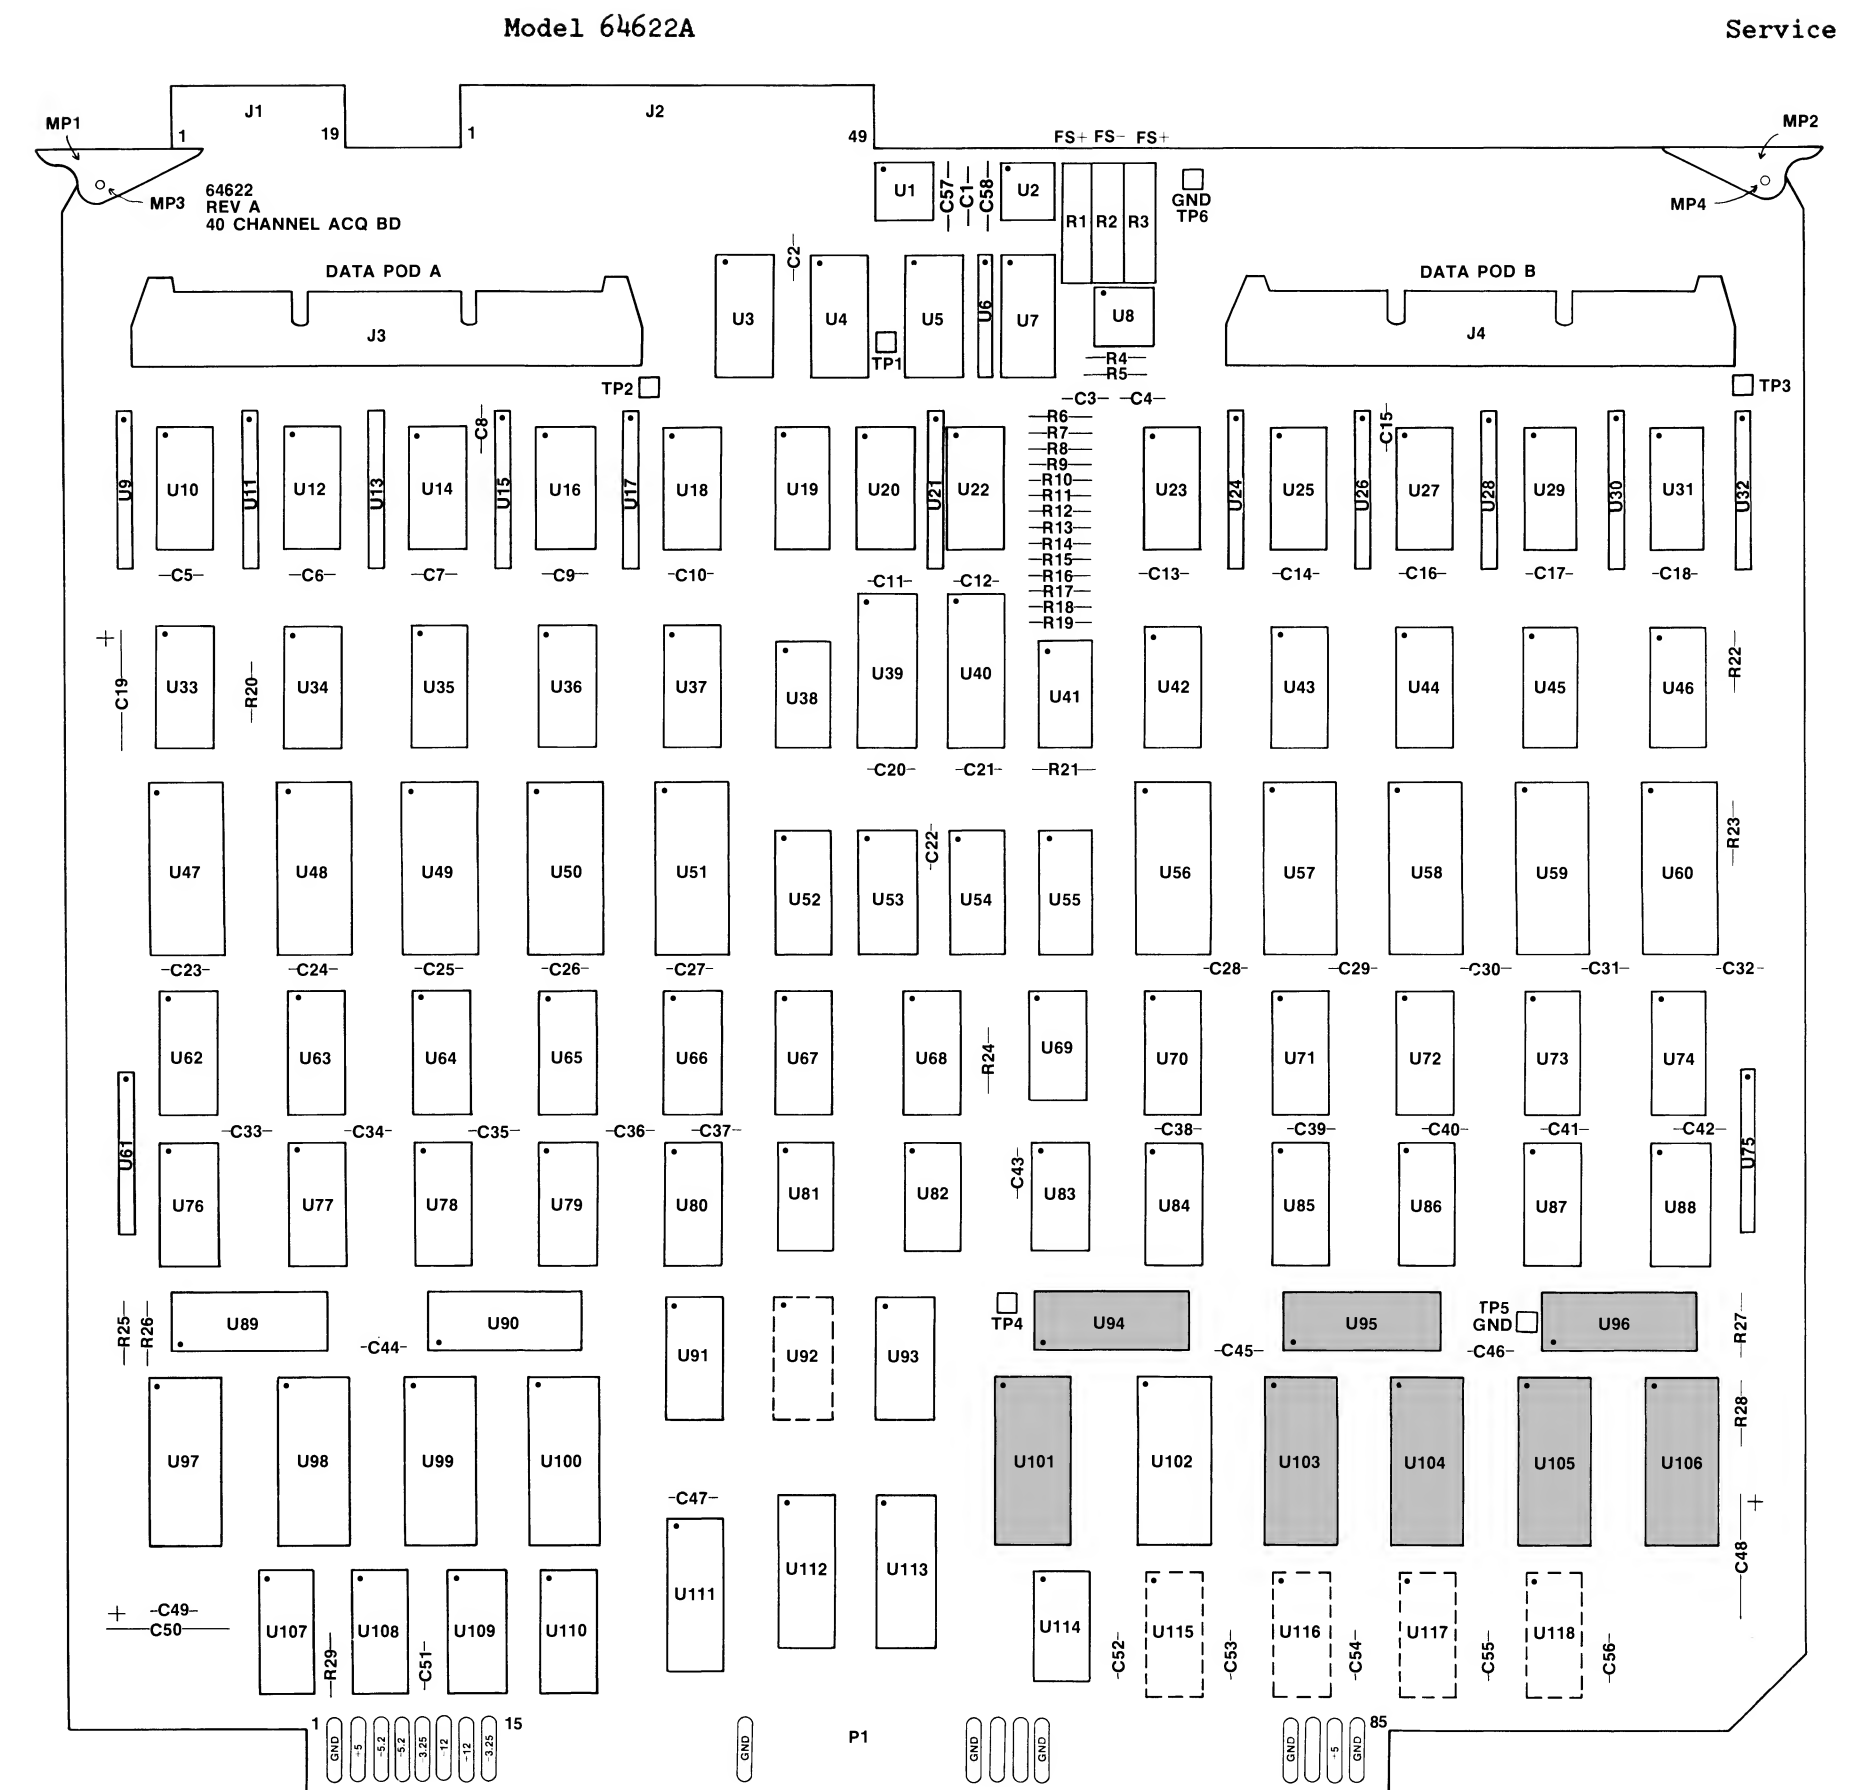 Model 64622A
Service
J1
J2
1
19
1
49
FS+ FS- FS+
MP1
MP2
MP3
MP4
64622
REV A
40 CHANNEL ACQ BD
U1
C57
C1
C58
U2
R1
R2
R3
GND
TP6
C2
DATA POD A
DATA POD B
J3
U3
U4
TP1
U5
U6
U7
U8
J4
R4
R5
TP2
TP3
C3
C4
U9
U10
U11
U12
U13
U14
C8
U15
U16
U17
U18
U19
U20
U21
U22
R6
R7
R8
R9
R10
R11
R12
R13
R14
R15
R16
R17
R18
R19
U23
U24
U25
U26
C15
U27
U28
U29
U30
U31
U32
C5
C6
C7
C9
C10
C11
C12
C13
C14
C16
C17
C18
+
C19
U33
R20
U34
U35
U36
U37
U38
U39
U40
U41
U42
U43
U44
U45
U46
R22
C20
C21
R21
U47
U48
U49
U50
U51
U52
U53
C22
U54
U55
U56
U57
U58
U59
U60
R23
C23
C24
C25
C26
C27
C28
C29
C30
C31
C32
U62
U63
U64
U65
U66
U67
U68
R24
U69
U70
U71
U72
U73
U74
C33
C34
C35
C36
C37
C38
C39
C40
C41
C42
U61
U76
U77
U78
U79
U80
U81
U82
C43
U83
U84
U85
U86
U87
U88
U75
R25
R26
U89
C44
U90
U91
U92
U93
TP4
U94
C45
U95
TP5
GND
C46
U96
R27
U97
U98
U99
U100
U101
U102
U103
U104
U105
U106
R28
C47
+
C48
+
C49
C50
U107
R29
U108
C51
U109
U110
U111
U112
U113
U114
C52
U115
C53
U116
C54
U117
C55
U118
C56
1
GND
+5
-5.2
-5.2
-3.25
-12
-12
-3.25
15
GND
P1
GND
GND
GND
+5
GND
85